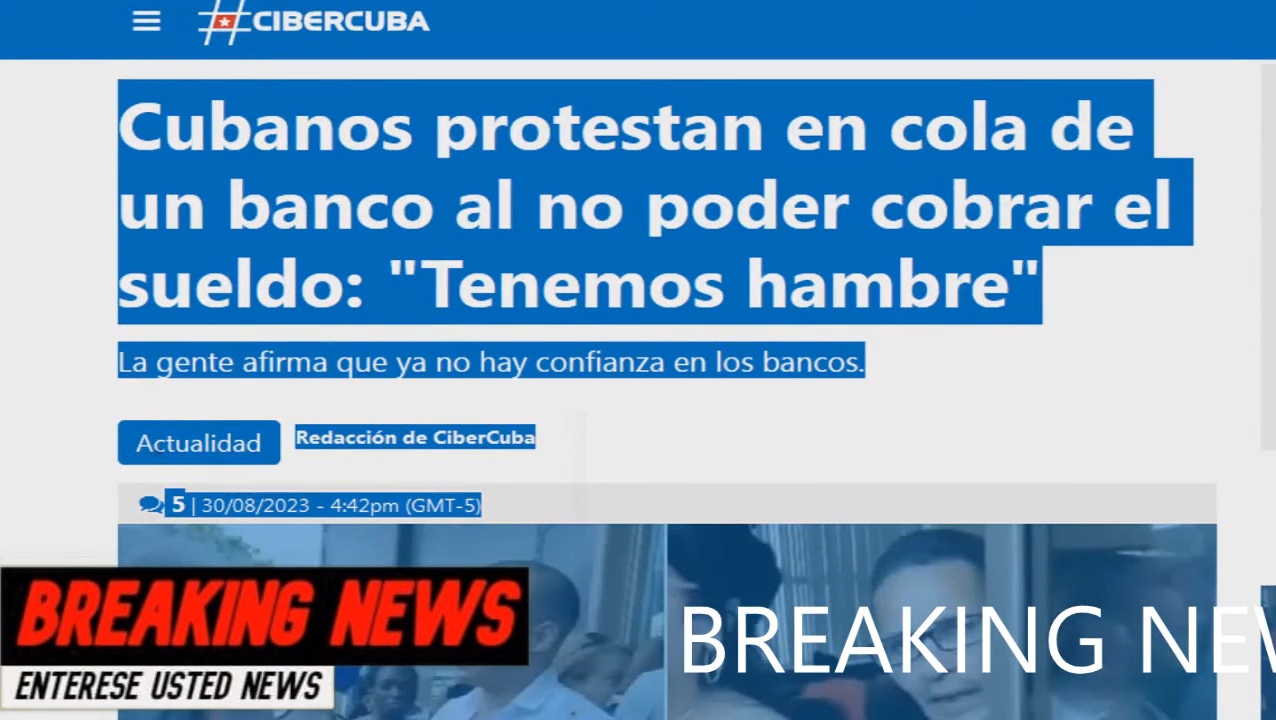 #CIBERCUBA
Cubanos protestan en cola de
un banco al no poder cobrar el
sueldo: "Tenemos hambre"
La gente afirma que ya no hay confianza en los bancos.
Actualidad
Redacción de CiberCuba
5 | 30/08/2023 - 4:42pm (GMT-5)
BREAKING NEWS
ENTERESE USTED NEWS
BREAKING NEW